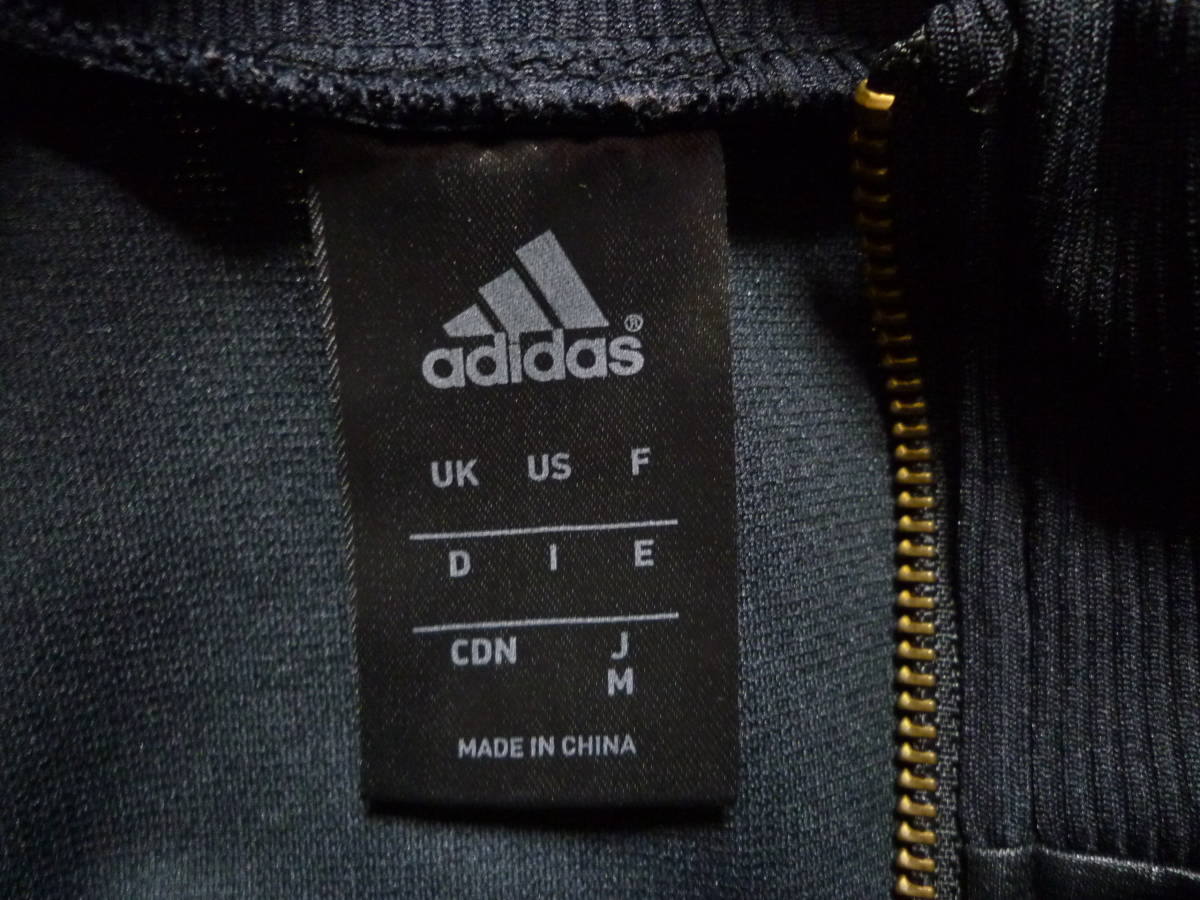 adidas®
UK US F
D I E
CDN J
M
MADE IN CHINA